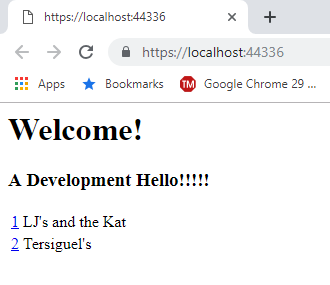 https://localhost:44336
https://localhost:44336
Apps Bookmarks TM Google Chrome 29 ...
Welcome!
A Development Hello!!!!!
1 LJ's and the Kat
2 Tersiguel's